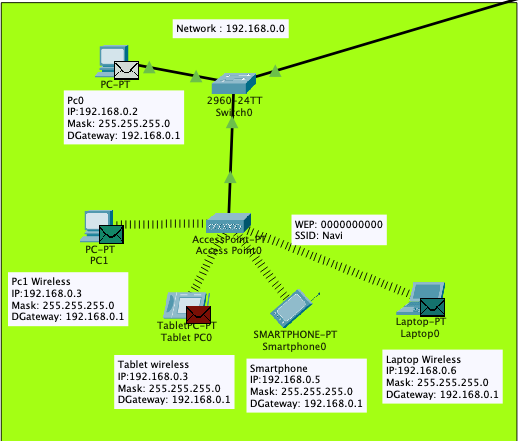 Network : 192.168.0.0
PC-PT
2960-24TT
Switch0
Pc0
IP:192.168.0.2
Mask: 255.255.255.0
DGateway: 192.168.0.1
WEP: 0000000000
SSID: Navi
PC-PT
PC1
AccessPoint-PT
Access Point0
Pc1 Wireless
IP:192.168.0.3
Mask: 255.255.255.0
DGateway: 192.168.0.1
TabletPC-PT
Tablet PC0
SMARTPHONE-PT
Smartphone0
Laptop-PT
Laptop0
Tablet wireless
IP:192.168.0.3
Mask: 255.255.255.0
DGateway: 192.168.0.1
Smartphone
IP:192.168.0.5
Mask: 255.255.255.0
DGateway: 192.168.0.1
Laptop Wireless
IP:192.168.0.6
Mask: 255.255.255.0
DGateway: 192.168.0.1